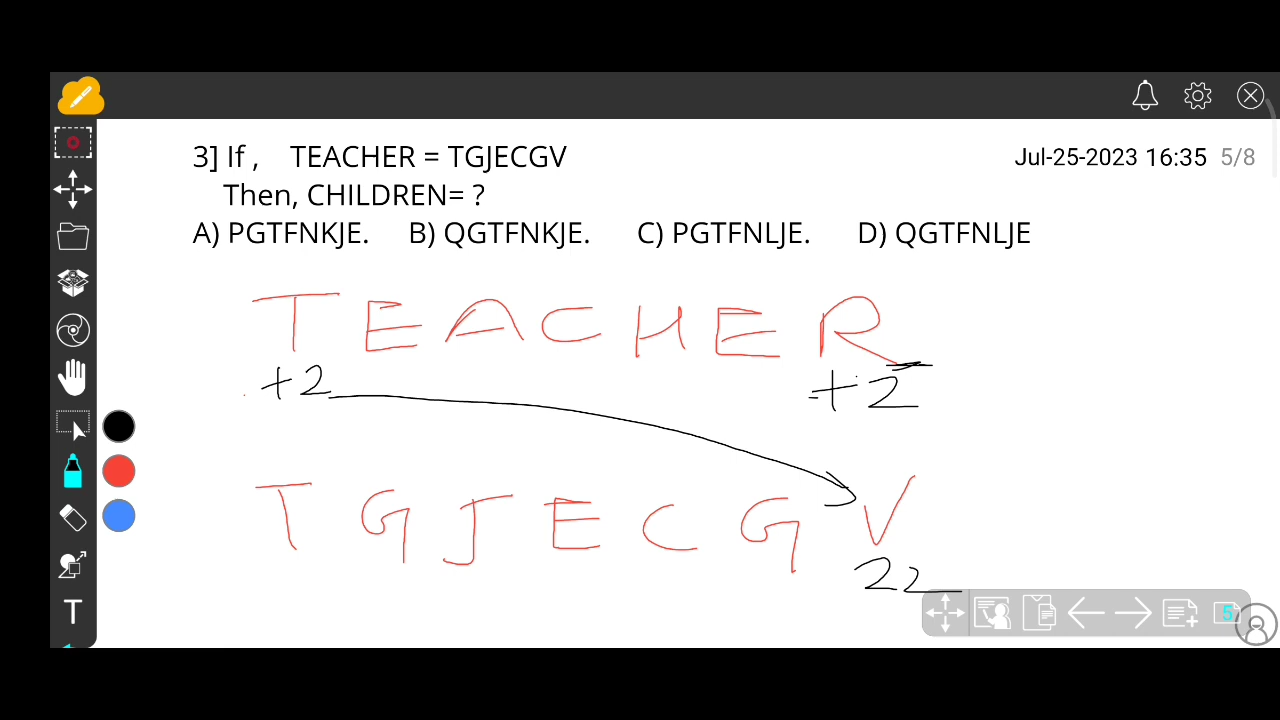 3] If , TEACHER = TGJECGV
Jul-25-2023 16:35 5/8
Then, CHILDREN= ?
A) PGTFNKJE. B) QGTFNKJE. C) PGTFNLJE. D) QGTFNLJE
TEACHER
+2 +2
TGJECGV
22
T
5